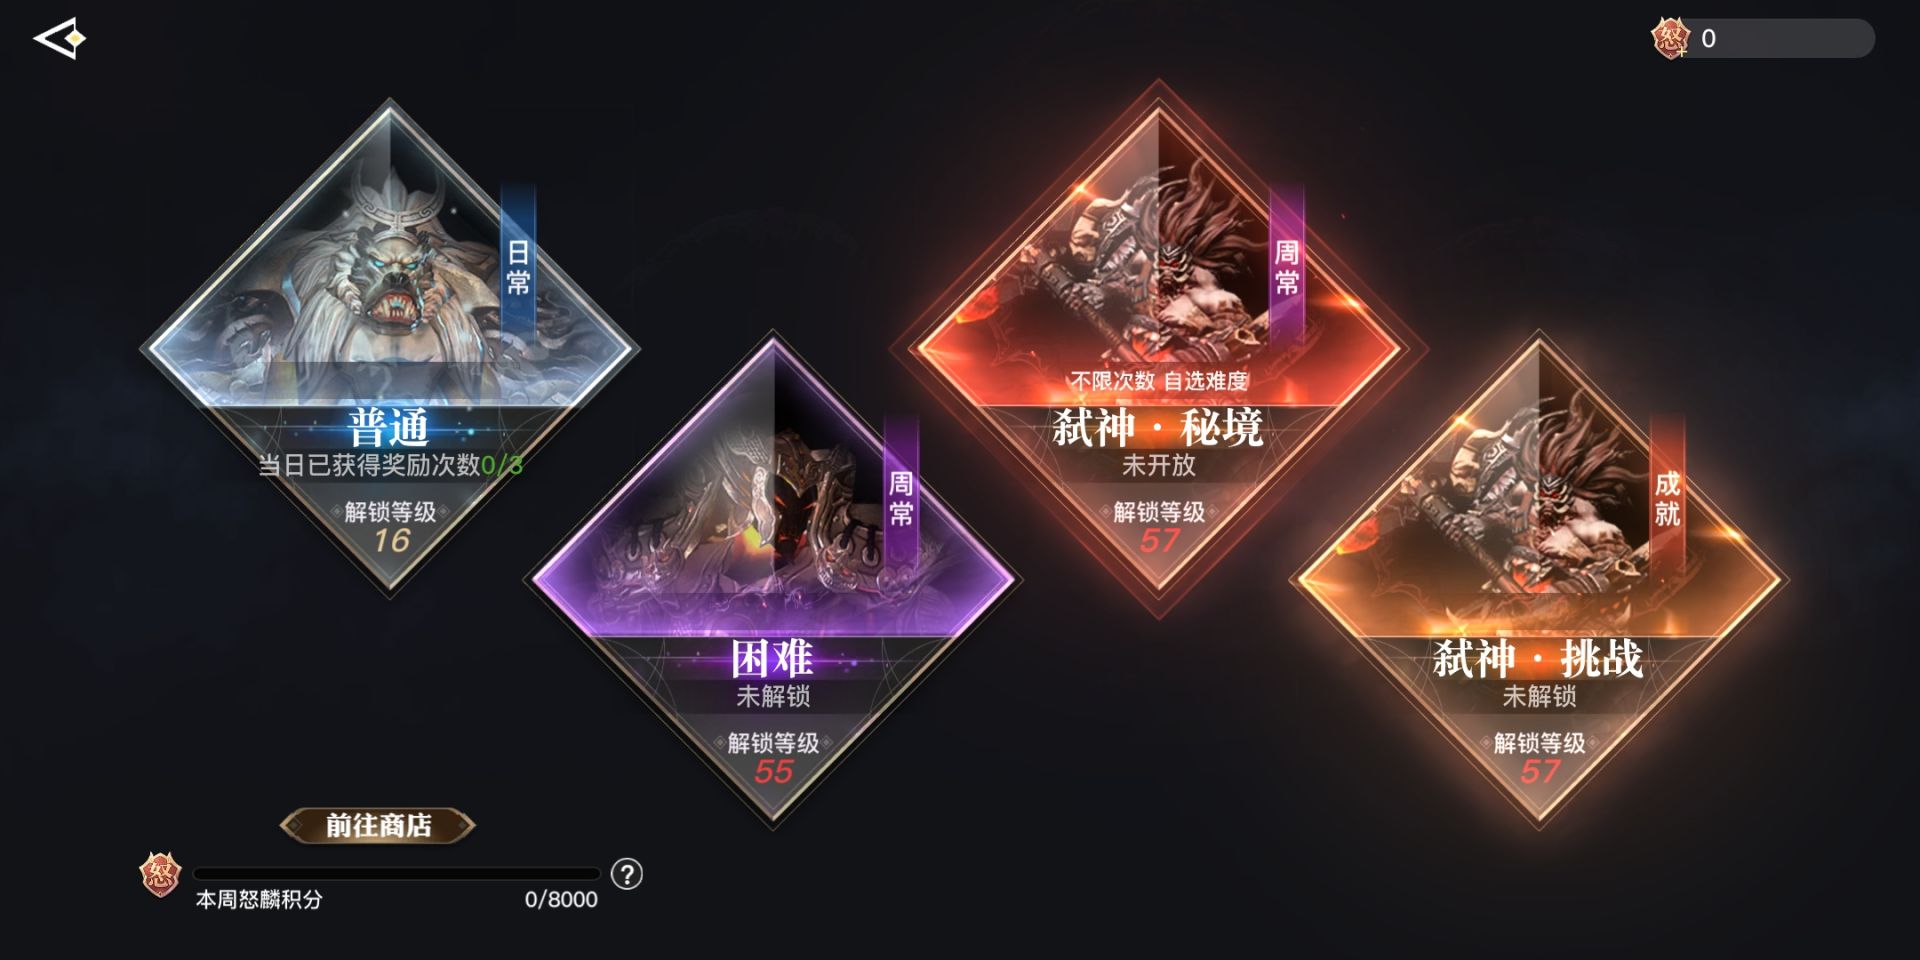 怒 0
日常
普通
当日已获得奖励次数0/3
解锁等级
16
周常
困难
未解锁
解锁等级
55
周常
不限次数 自选难度
弑神·秘境
未开放
解锁等级
57
成就
弑神·挑战
未解锁
解锁等级
57
前往商店
怒
?
本周怒麟积分 0/8000